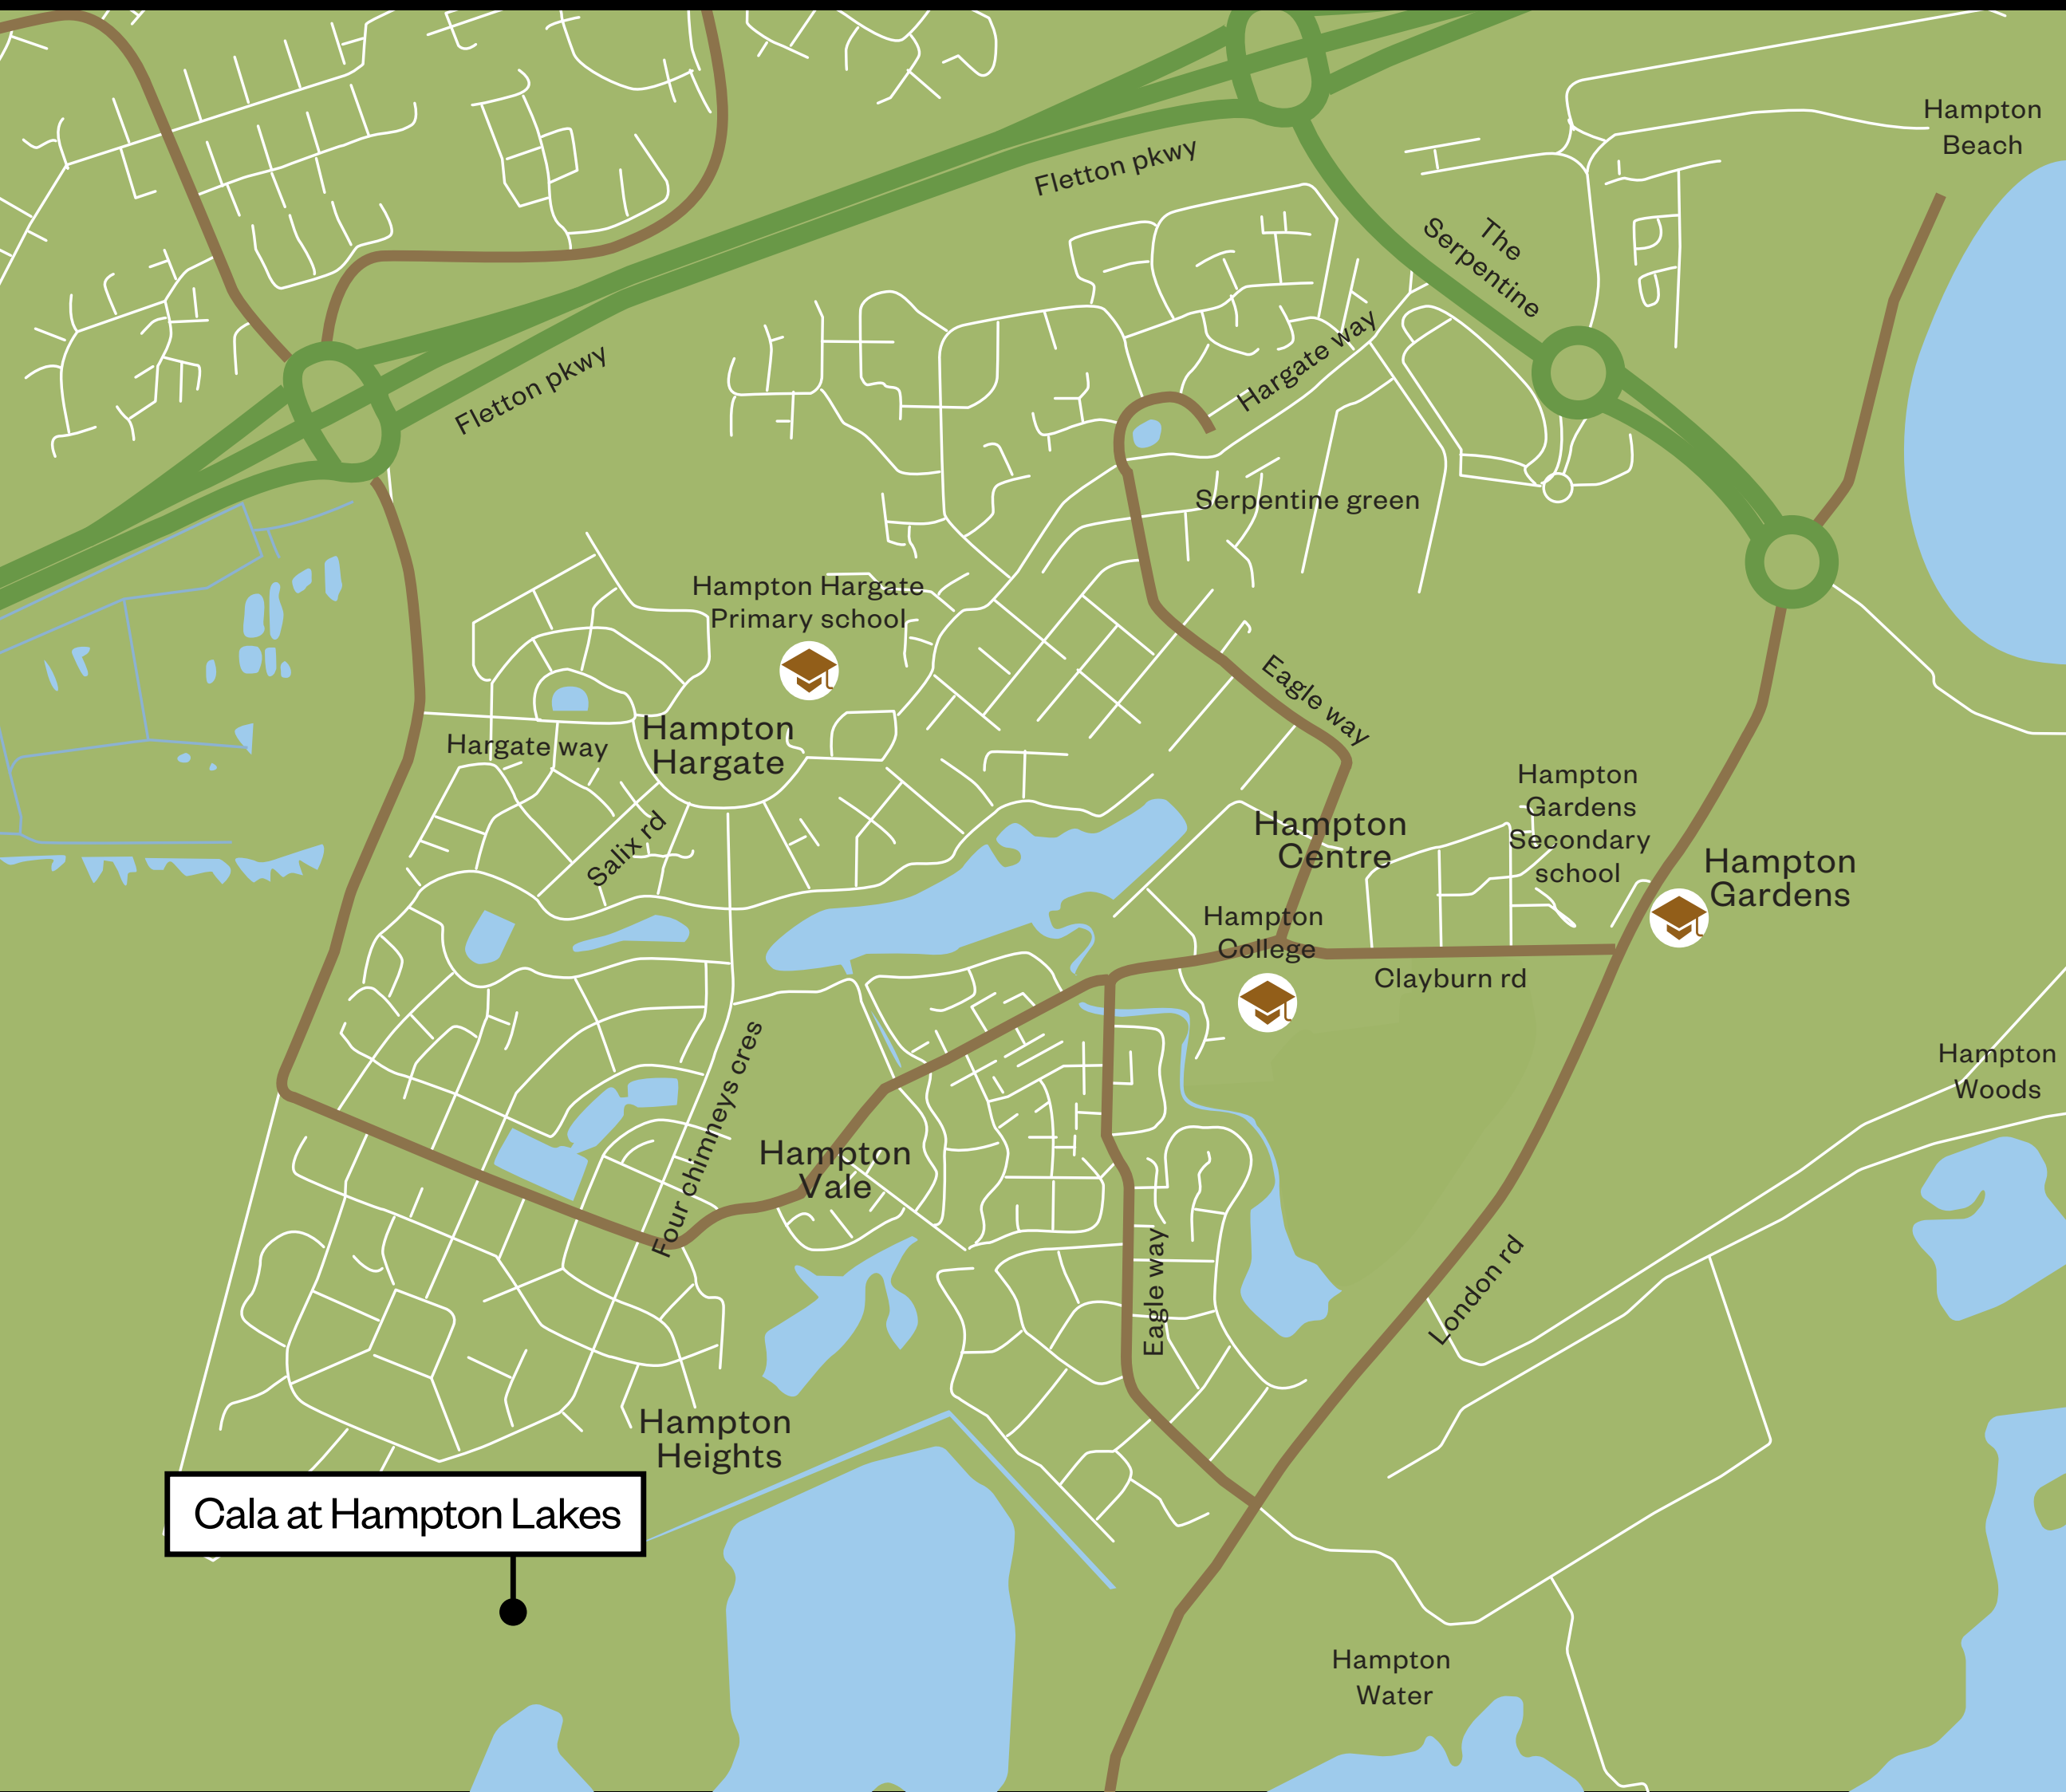 Hampton
Beach
Fletton pkwy
The
Serpentine
Hargate way
Fletton pkwy
Serpentine green
Hampton Hargate
Primary school
Eagle way
Hampton
Hargate
Hargate way
Salix rd
Hampton
Centre
Hampton
Gardens
Secondary
school
Hampton
Gardens
Hampton
College
Clayburn rd
Hampton
Woods
Four chimneys cres
Hampton
Vale
Eagle way
London rd
Hampton
Heights
Cala at Hampton Lakes
Hampton
Water